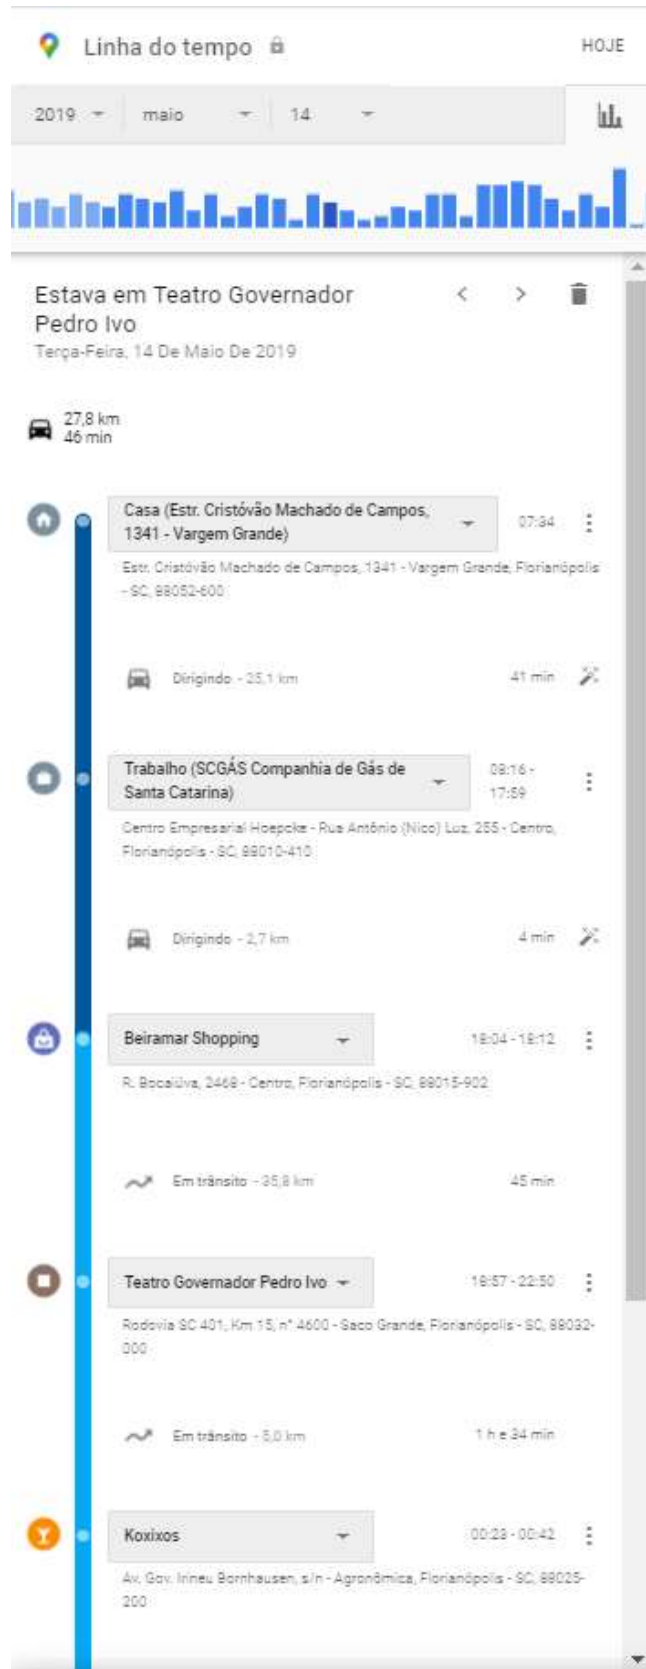 Linha do tempo
HOJE
2019 maio 14
Estava em Teatro Governador
Pedro Ivo
Terça-Feira, 14 De Maio De 2019
27,8 km
46 min
Casa (Estr. Cristóvão Machado de Campos,
1341 - Vargem Grande)
07:34
Estr. Cristóvão Machado de Campos, 1341 - Vargem Grande, Florianópolis
- SC, 88052-600
Dirigindo - 25,1 km
41 min
Trabalho (SCGÁS Companhia de Gás de
Santa Catarina)
08:16 -
17:59
Centro Empresarial Hoepcke - Rua Antônio (Nico) Luz, 255 - Centro,
Florianópolis - SC, 88010-410
Dirigindo - 2,7 km
4 min
Beiramar Shopping
18:04 - 18:12
R. Bocaiúva, 2468 - Centro, Florianópolis - SC, 88015-902
Em trânsito - 35,8 km
45 min
Teatro Governador Pedro Ivo
18:57 - 22:50
Rodovia SC 401, Km 15, n° 4600 - Saco Grande, Florianópolis - SC, 88032-
000
Em trânsito - 5,0 km
1 h e 34 min
Koxixos
00:23 - 00:42
Av. Gov. Irineu Bornhausen, s/n - Agronômica, Florianópolis - SC, 88025-
200